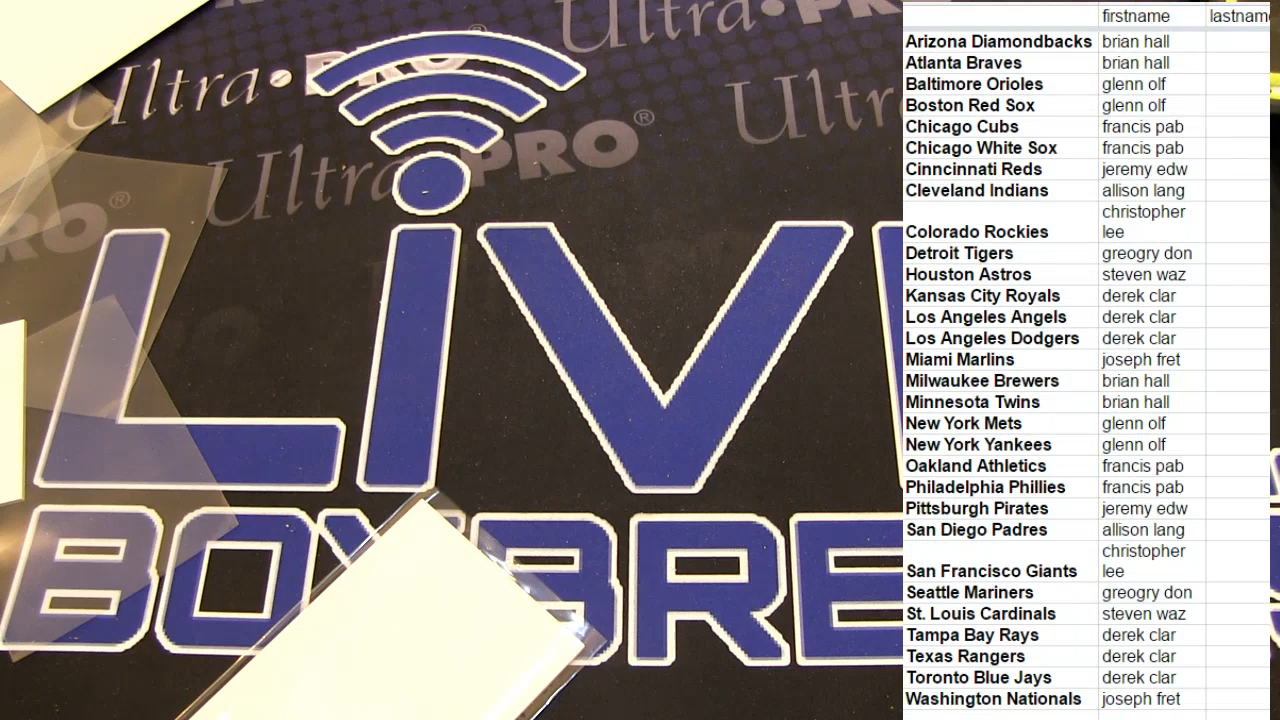 Ultra•PRO®
Ultra•PRO
Ultra•PRO®
Ultra
RO®
LiV
BOXBRE
firstname lastname
Arizona Diamondbacks brian hall
Atlanta Braves brian hall
Baltimore Orioles glenn olf
Boston Red Sox glenn olf
Chicago Cubs francis pab
Chicago White Sox francis pab
Cinncinnati Reds jeremy edw
Cleveland Indians allison lang
Colorado Rockies christopher lee
Detroit Tigers greogry don
Houston Astros steven waz
Kansas City Royals derek clar
Los Angeles Angels derek clar
Los Angeles Dodgers derek clar
Miami Marlins joseph fret
Milwaukee Brewers brian hall
Minnesota Twins brian hall
New York Mets glenn olf
New York Yankees glenn olf
Oakland Athletics francis pab
Philadelphia Phillies francis pab
Pittsburgh Pirates jeremy edw
San Diego Padres allison lang
San Francisco Giants christopher lee
Seattle Mariners greogry don
St. Louis Cardinals steven waz
Tampa Bay Rays derek clar
Texas Rangers derek clar
Toronto Blue Jays derek clar
Washington Nationals joseph fret